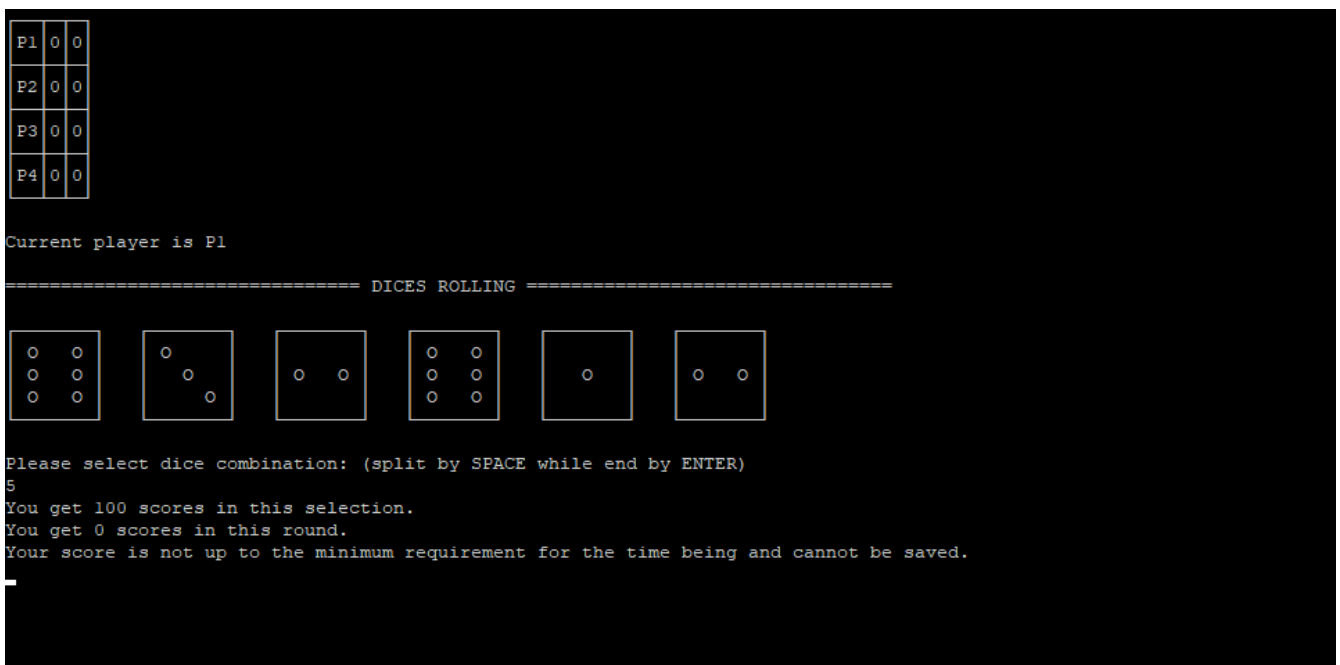 P1 0 0
P2 0 0
P3 0 0
P4 0 0
Current player is P1
================================ DICES ROLLING =================================
O O O O O
O O O O O O O O O O
O O O O O
Please select dice combination: (split by SPACE while end by ENTER)
5
You get 100 scores in this selection.
You get 0 scores in this round.
Your score is not up to the minimum requirement for the time being and cannot be saved.